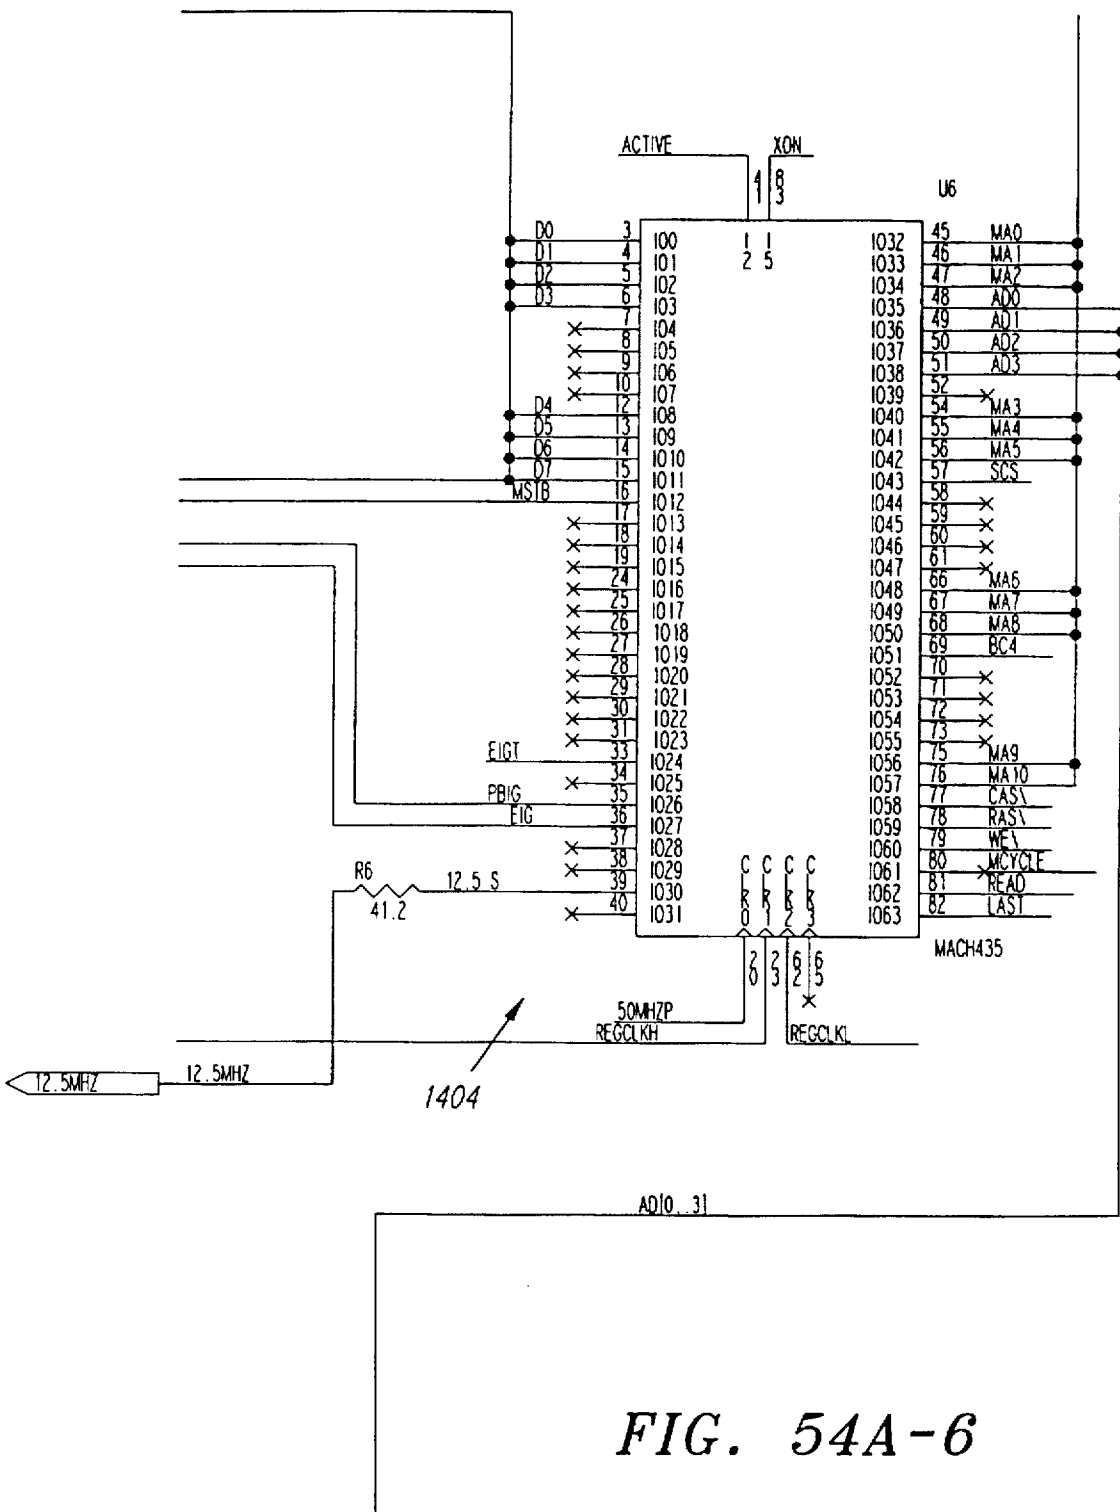 ACTIVE XON
41 83
U6
I2 I5
D0 3 IO0 IO32 45 MA0
D1 4 IO1 IO33 46 MA1
D2 5 IO2 IO34 47 MA2
D3 6 IO3 IO35 48 AD0
7 IO4 IO36 49 AD1
8 IO5 IO37 50 AD2
9 IO6 IO38 51 AD3
10 IO7 IO39 52
D4 12 IO8 IO40 54 MA3
D5 13 IO9 IO41 55 MA4
D6 14 IO10 IO42 56 MA5
D7 15 IO11 IO43 57 SCS
MSTB 16 IO12 IO44 58
17 IO13 IO45 59
18 IO14 IO46 60
19 IO15 IO47 61
24 IO16 IO48 66 MA6
25 IO17 IO49 67 MA7
26 IO18 IO50 68 MA8
27 IO19 IO51 69 BC4
28 IO20 IO52 70
29 IO21 IO53 71
30 IO22 IO54 72
31 IO23 IO55 73
EIGT 33 IO24 IO56 75 MA9
34 IO25 IO57 76 MA10
PBIG 35 IO26 IO58 77 CAS\
EIG 36 IO27 IO59 78 RAS\
37 IO28 IO60 79 WE\
38 IO29 IO61 80 MCYCLE
R6 41.2 12.5 S 39 IO30 IO62 81 READ
40 IO31 IO63 82 LAST
CLK0 CLK1 CLK2 CLK3
MACH435
20 23 62 65
50MHZP
REGCLKH REGCLKL
12.5MHZ 12.5MHZ
1404
AD[0..3]
FIG. 54A-6